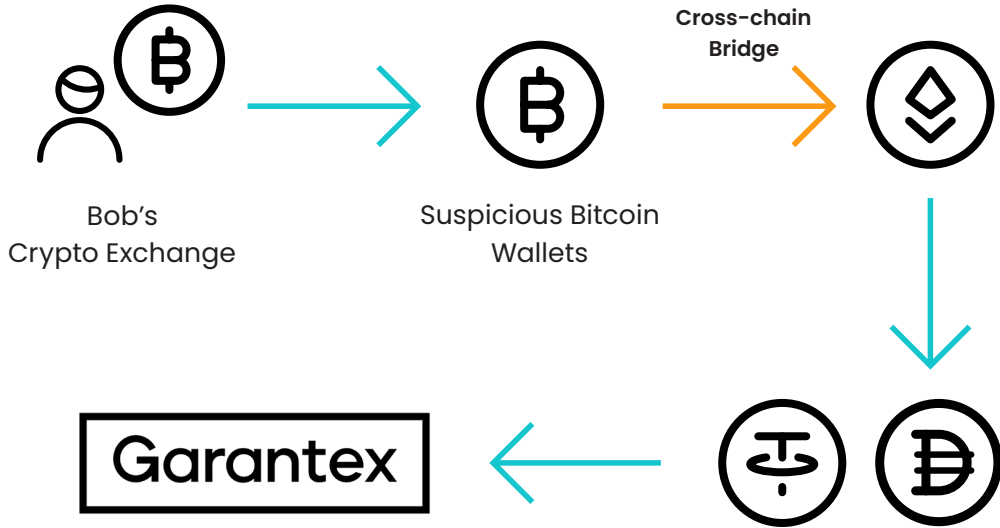 Cross-chain
Bridge
Bob’s
Crypto Exchange
Suspicious Bitcoin
Wallets
Garantex